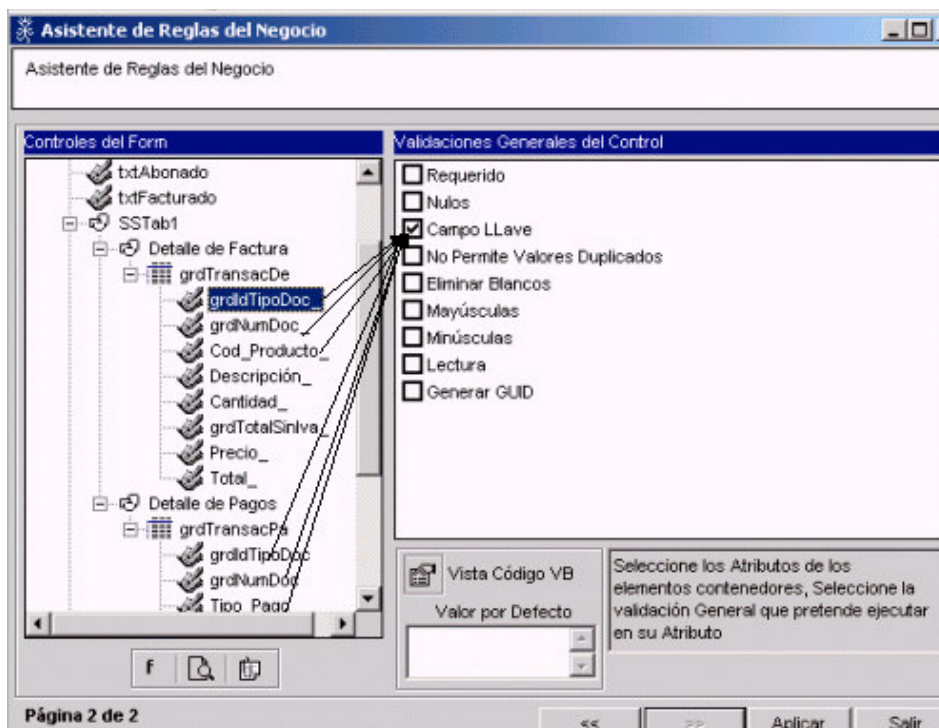 Asistente de Reglas del Negocio
Asistente de Reglas del Negocio
Controles del Form
txtAbonado
txtFacturado
SSTab1
Detalle de Factura
grdTransacDe
grdIdTipoDoc_
grdNumDoc_
Cod_Producto_
Descripción_
Cantidad_
grdTotalSinIva_
Precio_
Total_
Detalle de Pagos
grdTransacPa
grdIdTipoDoc
grdNumDoc
Tipo_Pago
f
Página 2 de 2
Validaciones Generales del Control
Requerido
Nulos
Campo LLave
No Permite Valores Duplicados
Eliminar Blancos
Mayúsculas
Minúsculas
Lectura
Generar GUID
Vista Código VB
Valor por Defecto
Seleccione los Atributos de los
elementos contenedores, Seleccione la
validación General que pretende ejecutar
en su Atributo
<<
>>
Aplicar
Salir